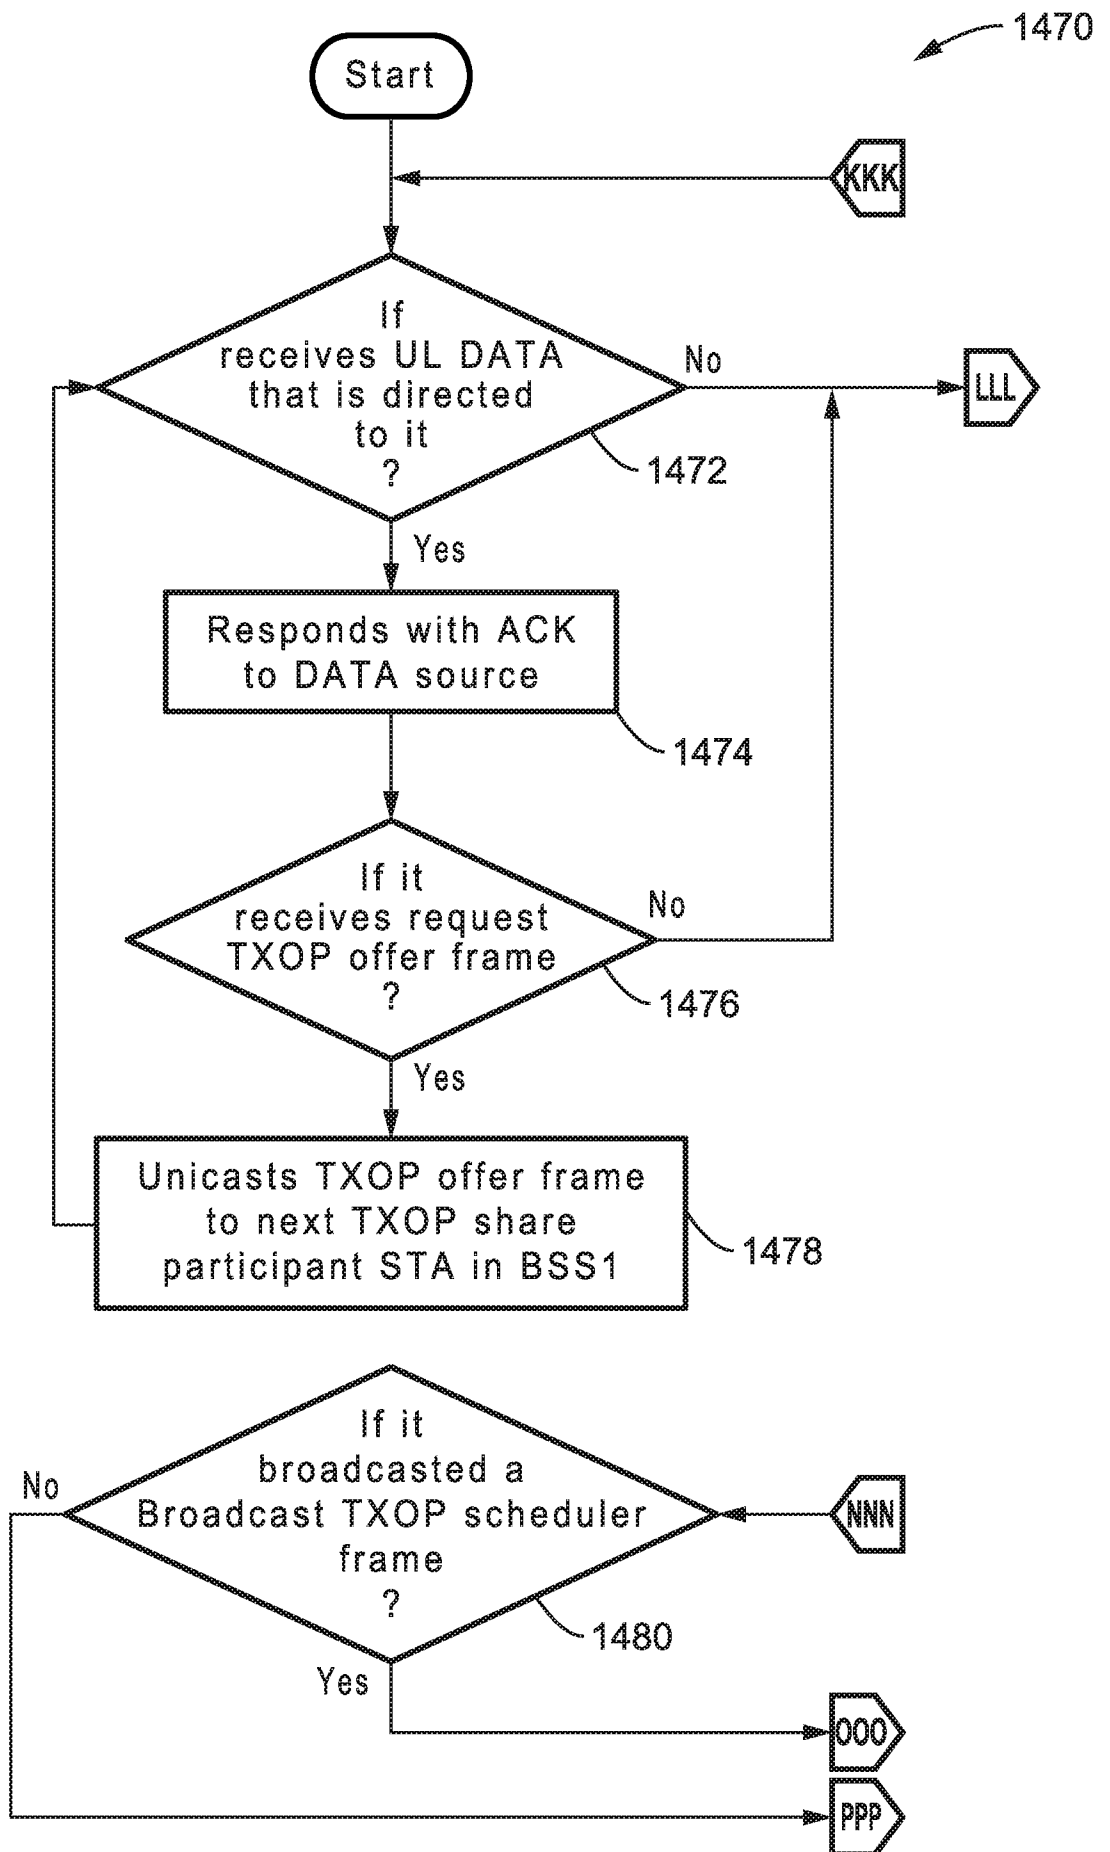 1470
Start
KKK
If
receives UL DATA
that is directed
to it
?
No
LLL
1472
Yes
Responds with ACK
to DATA source
1474
If it
receives request
TXOP offer frame
?
No
1476
Yes
Unicasts TXOP offer frame
to next TXOP share
participant STA in BSS1
1478
If it
broadcasted a
Broadcast TXOP scheduler
frame
?
No
NNN
1480
Yes
OOO
PPP